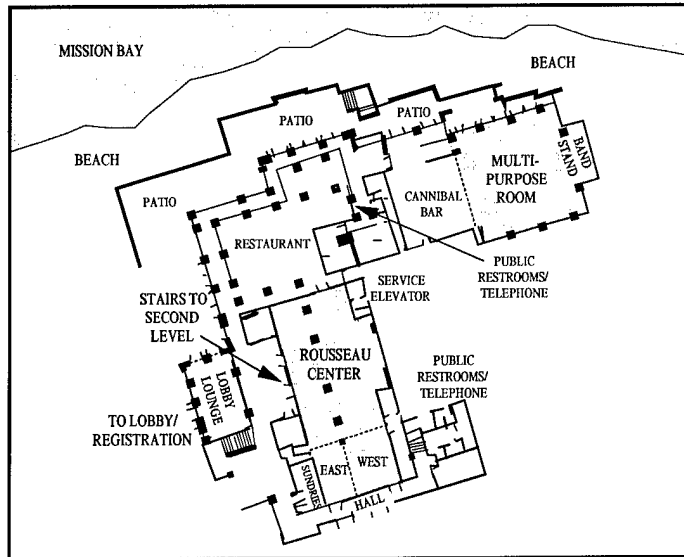 MISSION BAY
BEACH
BEACH
PATIO
PATIO
PATIO
BAND
STAND
MULTI-
PURPOSE
ROOM
CANNIBAL
BAR
RESTAURANT
PUBLIC
RESTROOMS/
TELEPHONE
SERVICE
ELEVATOR
STAIRS TO
SECOND
LEVEL
ROUSSEAU
CENTER
PUBLIC
RESTROOMS/
TELEPHONE
LOBBY
LOUNGE
TO LOBBY/
REGISTRATION
EAST
WEST
SUNDRIES
HALL